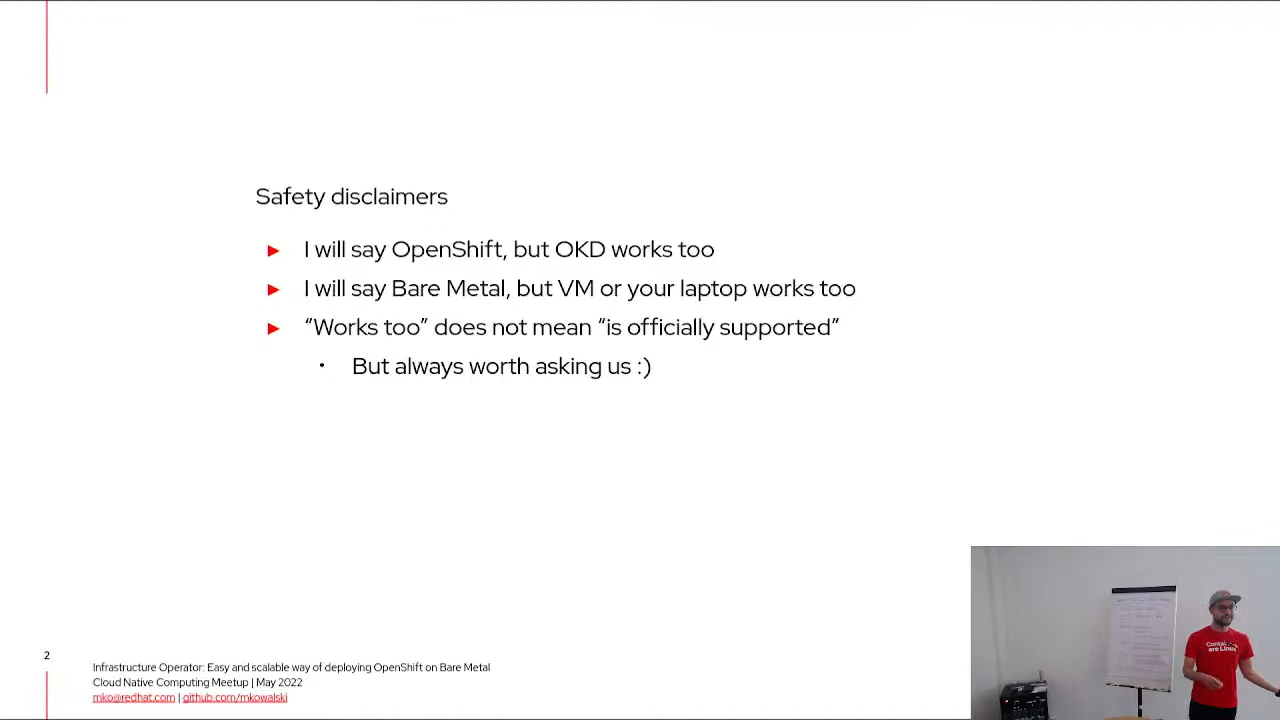 Safety disclaimers
► I will say OpenShift, but OKD works too
► I will say Bare Metal, but VM or your laptop works too
► “Works too” does not mean “is officially supported”
• But always worth asking us :)
2
Infrastructure Operator: Easy and scalable way of deploying OpenShift on Bare Metal
Cloud Native Computing Meetup | May 2022
mko@redhat.com | github.com/mkowalski
are Linux